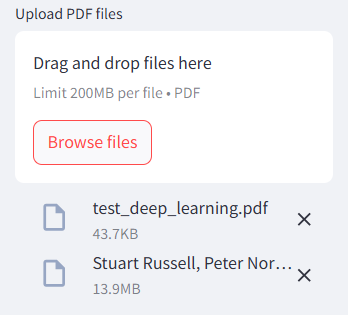 Upload PDF files
Drag and drop files here
Limit 200MB per file • PDF
Browse files
test_deep_learning.pdf
43.7KB
Stuart Russell, Peter Nor...
13.9MB